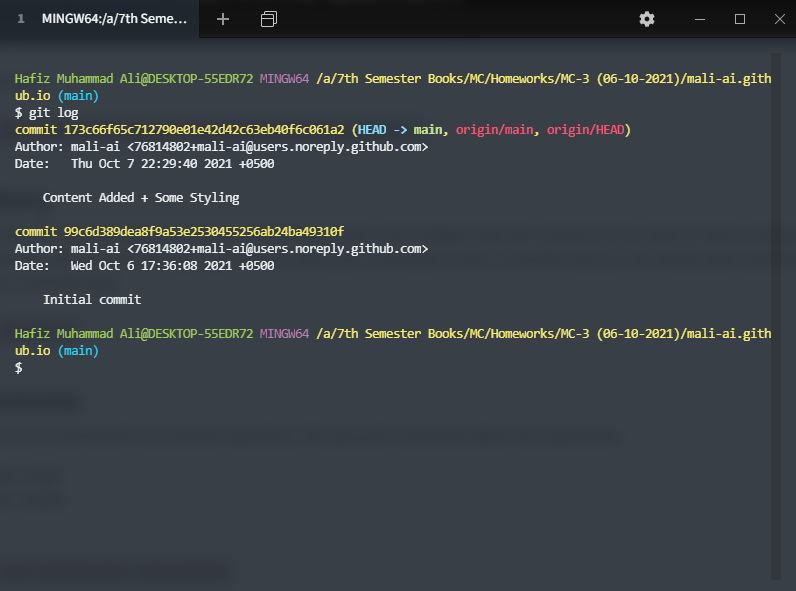 1 MINGW64:/a/7th Seme...
Hafiz Muhammad Ali@DESKTOP-55EDR72 MINGW64 /a/7th Semester Books/MC/Homeworks/MC-3 (06-10-2021)/mali-ai.gith
ub.io (main)
$ git log
commit 173c66f65c712790e01e42d42c63eb40f6c061a2 (HEAD -> main, origin/main, origin/HEAD)
Author: mali-ai <76814802+mali-ai@users.noreply.github.com>
Date:   Thu Oct 7 22:29:40 2021 +0500
    Content Added + Some Styling
commit 99c6d389dea8f9a53e2530455256ab24ba49310f
Author: mali-ai <76814802+mali-ai@users.noreply.github.com>
Date:   Wed Oct 6 17:36:08 2021 +0500
    Initial commit
Hafiz Muhammad Ali@DESKTOP-55EDR72 MINGW64 /a/7th Semester Books/MC/Homeworks/MC-3 (06-10-2021)/mali-ai.gith
ub.io (main)
$